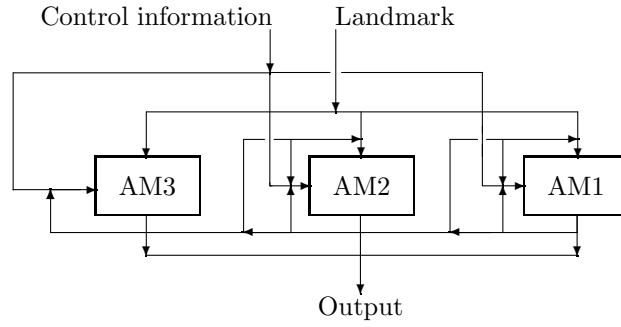 Control information
Landmark
AM3
AM2
AM1
Output